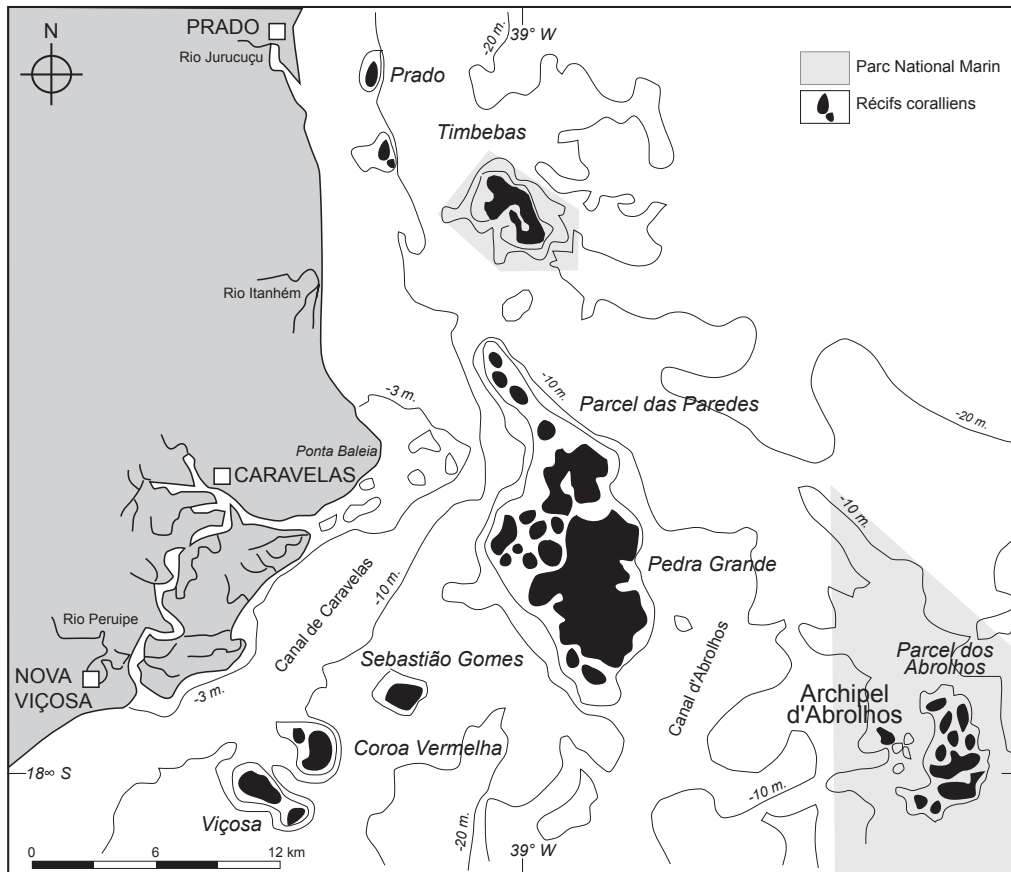 N
PRADO
Rio Jurucuçu
-20 m.
39° W
Prado
Parc National Marin
Récifs coralliens
Timbebas
Rio Itanhém
-3 m.
-10 m.
Parcel das Paredes
-20 m.
Ponta Baleia
CARAVELAS
-10 m.
Canal de Caravelas
-10 m.
Pedra Grande
Rio Peruipe
Sebastião Gomes
Canal d'Abrolhos
Parcel dos
Abrolhos
NOVA
VIÇOSA
-3 m.
Archipel
d'Abrolhos
Coroa Vermelha
18∞ S
-10 m.
Viçosa
-20 m.
39° W
0 6 12 km